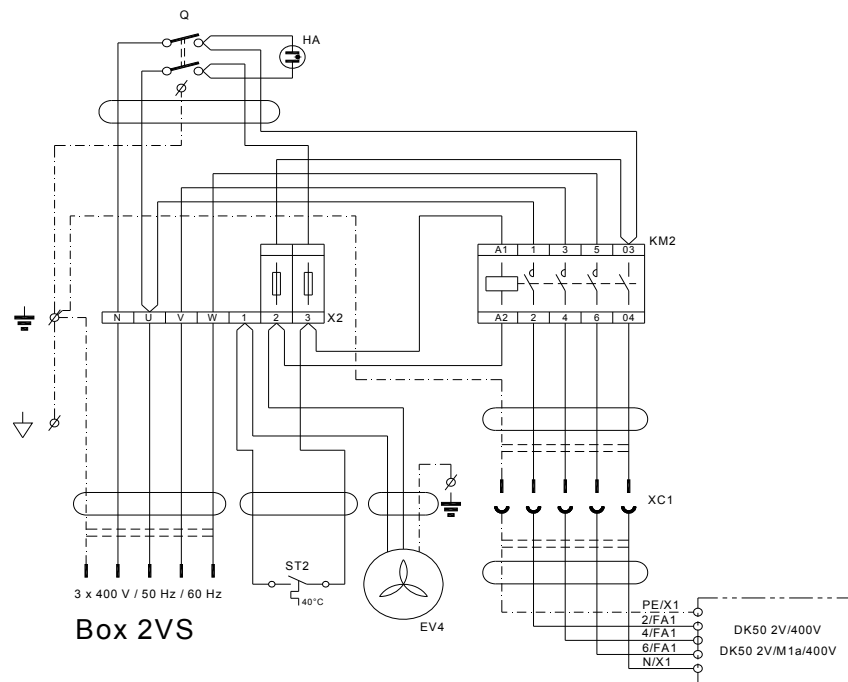 Q
HA
KM2
A1 1 3 5 03
X2
N U V W 1 2 3
A2 2 4 6 04
XC1
ST2
40°C
3 x 400 V / 50 Hz / 60 Hz
EV4
Box 2VS
PE/X1
2/FA1
4/FA1
6/FA1
N/X1
DK50 2V/400V
DK50 2V/M1a/400V